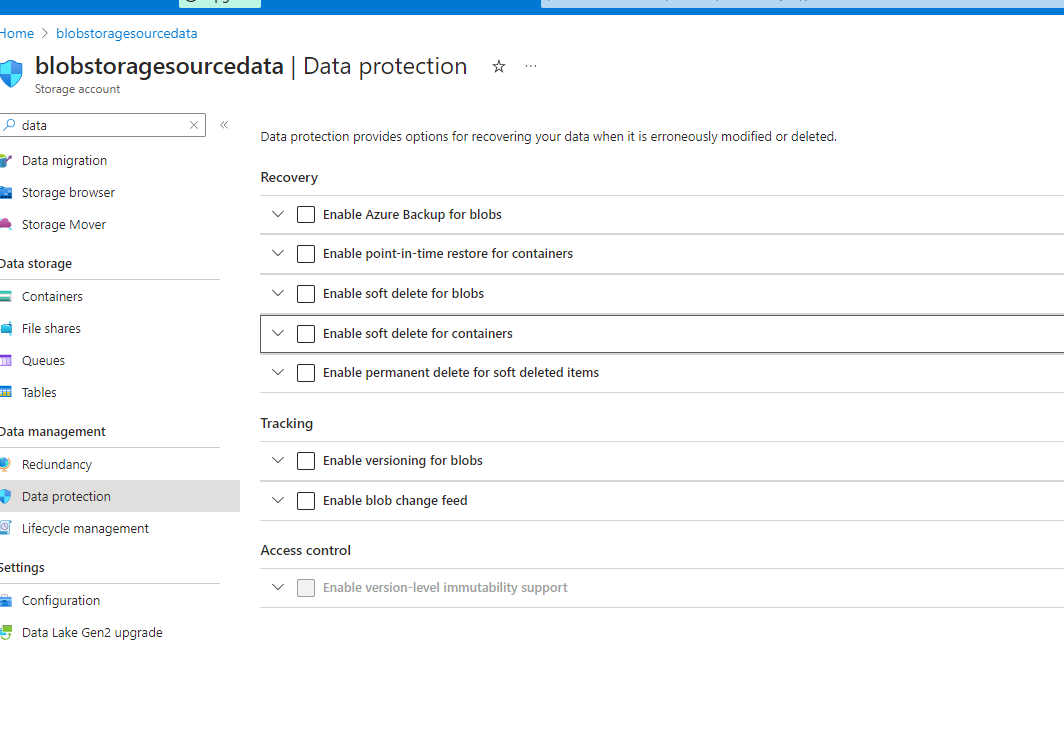 Home > blobstoragesourcedata
blobstoragesourcedata | Data protection
Storage account
data
Data migration
Storage browser
Storage Mover
Data storage
Containers
File shares
Queues
Tables
Data management
Redundancy
Data protection
Lifecycle management
Settings
Configuration
Data Lake Gen2 upgrade
Data protection provides options for recovering your data when it is erroneously modified or deleted.
Recovery
Enable Azure Backup for blobs
Enable point-in-time restore for containers
Enable soft delete for blobs
Enable soft delete for containers
Enable permanent delete for soft deleted items
Tracking
Enable versioning for blobs
Enable blob change feed
Access control
Enable version-level immutability support